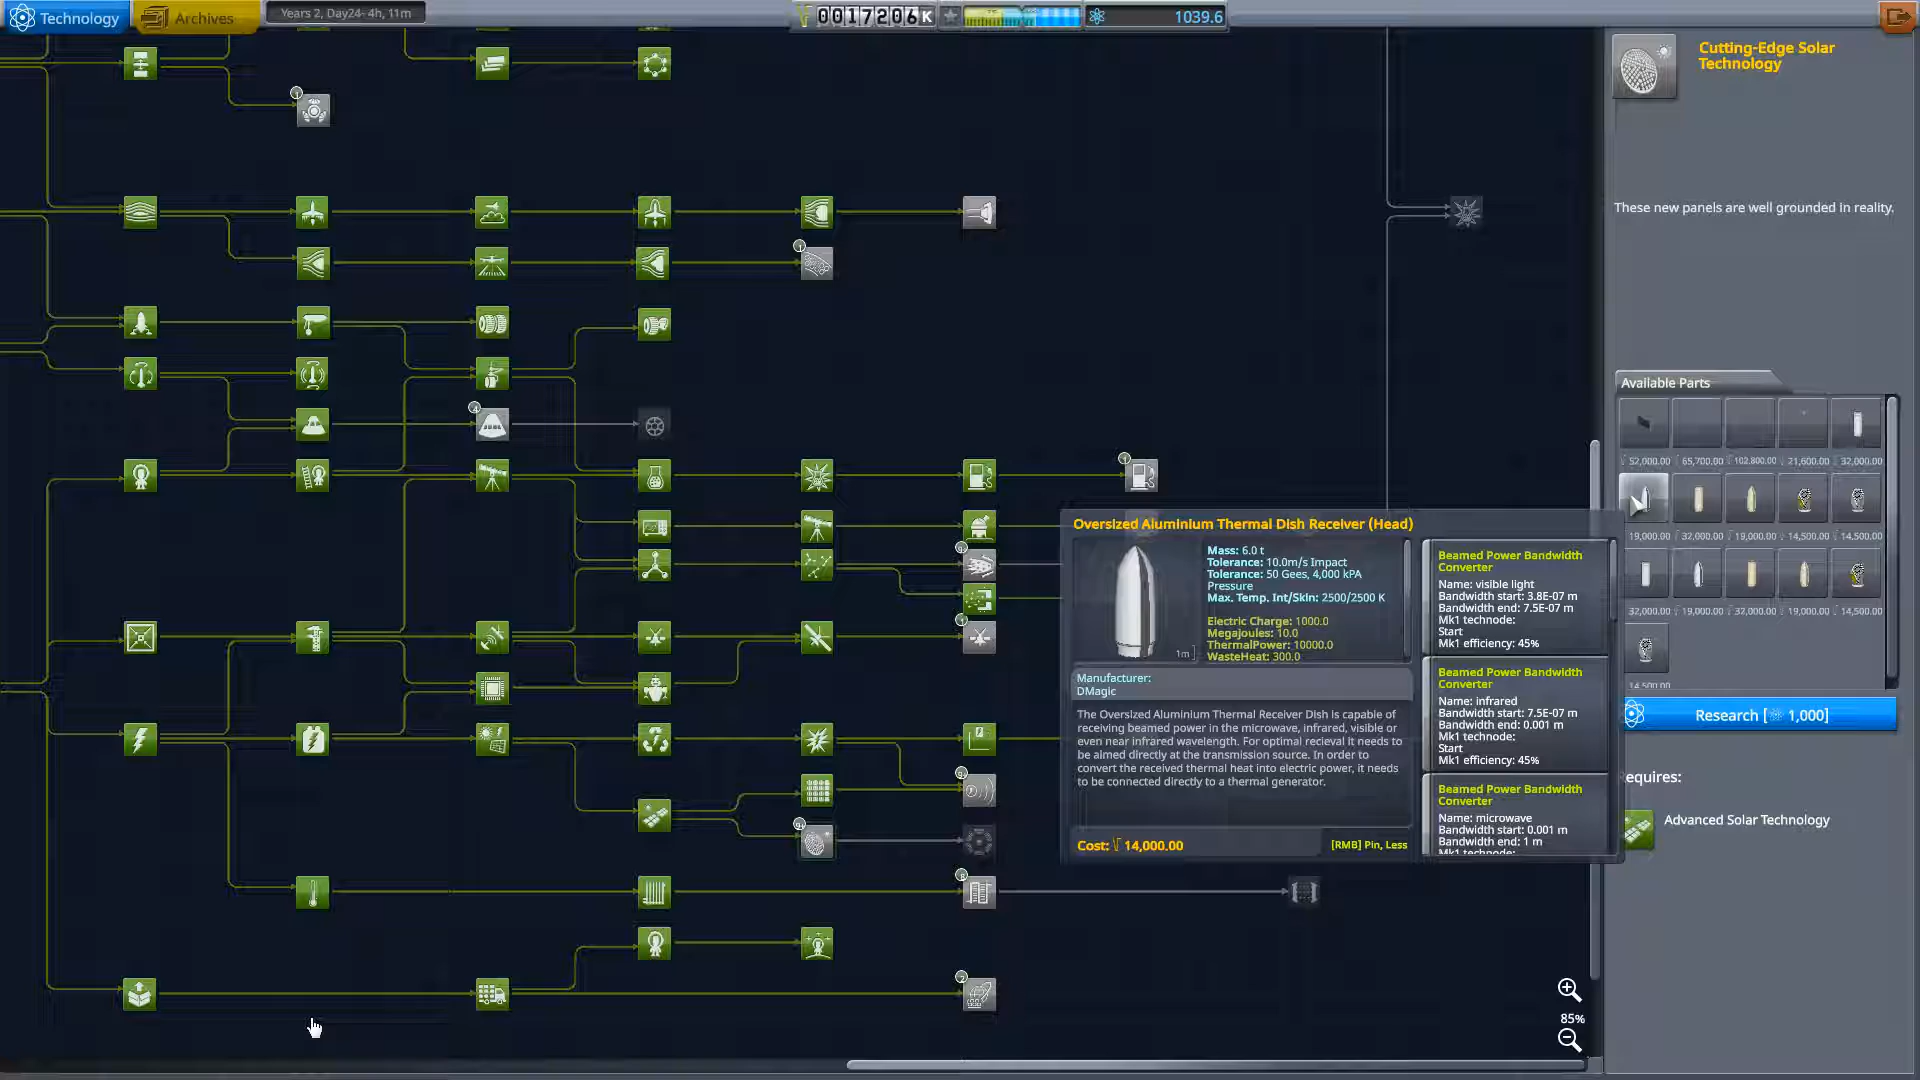 Technology
Archives
Years 2, Day24- 4h, 11m
0017206K
1039.6
Cutting-Edge Solar
Technology
These new panels are well grounded in reality.
Available Parts
52,000.00 65,700.00 102,800.00 21,600.00 32,000.00
19,000.00 32,000.00 19,000.00 14,500.00 14,500.00
32,000.00 19,000.00 32,000.00 19,000.00 14,500.00
14,500.00
Research [ 1,000]
equires:
Advanced Solar Technology
Oversized Aluminium Thermal Dish Receiver (Head)
Mass: 6.0 t
Tolerance: 10.0m/s Impact
Tolerance: 50 Gees, 4,000 kPA
Pressure
Max. Temp. Int/Skin: 2500/2500 K
Electric Charge: 1000.0
Megajoules: 10.0
ThermalPower: 10000.0
WasteHeat: 300.0
1m
Manufacturer:
DMagic
The Oversized Aluminium Thermal Receiver Dish is capable of
receiving beamed power in the microwave, infrared, visible or
even near infrared wavelength. For optimal recieval it needs to
be aimed directly at the transmission source. In order to
convert the received thermal heat into electric power, it needs
to be connected directly to a thermal generator.
Cost: 14,000.00
[RMB] Pin, Less
Beamed Power Bandwidth
Converter
Name: visible light
Bandwidth start: 3.8E-07 m
Bandwidth end: 7.5E-07 m
Mk1 technode:
Start
Mk1 efficiency: 45%
Beamed Power Bandwidth
Converter
Name: infrared
Bandwidth start: 7.5E-07 m
Bandwidth end: 0.001 m
Mk1 technode:
Start
Mk1 efficiency: 45%
Beamed Power Bandwidth
Converter
Name: microwave
Bandwidth start: 0.001 m
Bandwidth end: 1 m
Mk1 technode:
85%